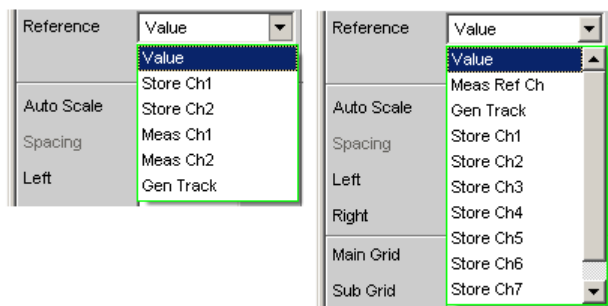 Reference Value
Value
Store Ch1
Auto Scale Store Ch2
Spacing Meas Ch1
Meas Ch2
Left Gen Track
Reference Value
Value
Meas Ref Ch
Auto Scale Gen Track
Spacing Store Ch1
Store Ch2
Left Store Ch3
Right Store Ch4
Store Ch5
Main Grid Store Ch6
Sub Grid Store Ch7